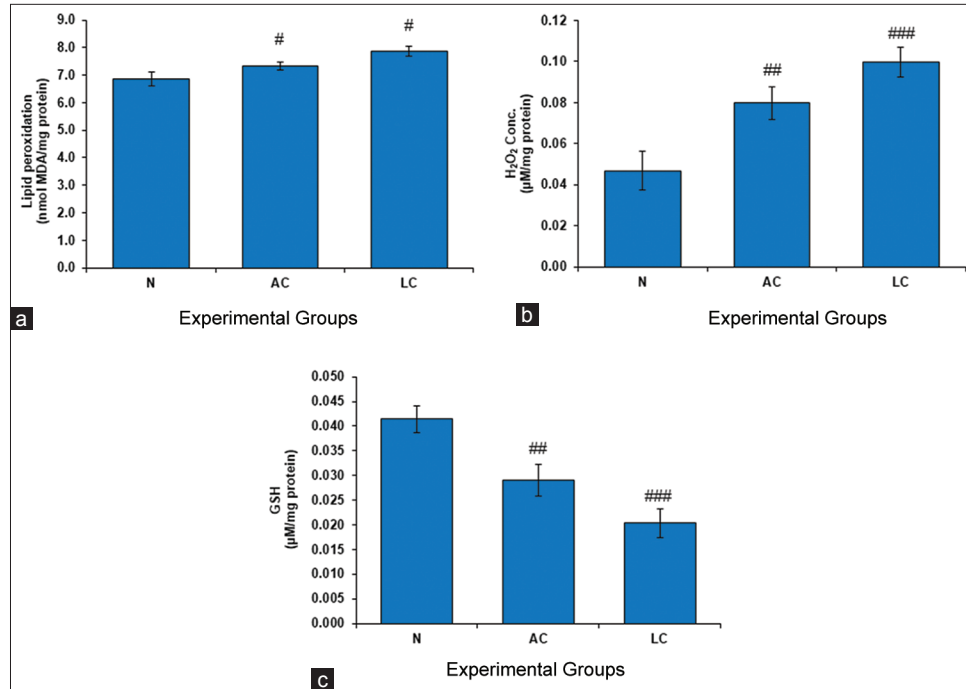 9.0
8.0
7.0
6.0
5.0
4.0
3.0
2.0
1.0
0.0
Lipid peroxidation
(nmol MDA/mg protein)
#
#
N AC LC
Experimental Groups
a
0.12
0.10
0.08
0.06
0.04
0.02
0.00
H₂O₂ Conc.
(µM/mg protein)
##
###
N AC LC
Experimental Groups
b
0.050
0.045
0.040
0.035
0.030
0.025
0.020
0.015
0.010
0.005
0.000
GSH
(µM/mg protein)
##
###
N AC LC
Experimental Groups
c